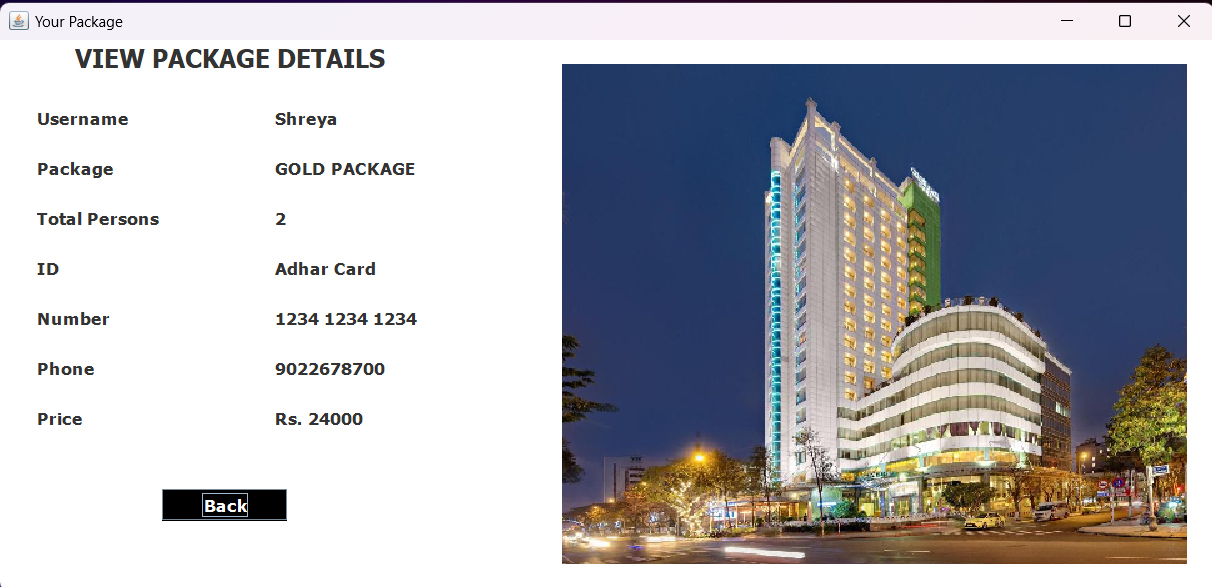 Your Package
VIEW PACKAGE DETAILS
Username Shreya
Package GOLD PACKAGE
Total Persons 2
ID Adhar Card
Number 1234 1234 1234
Phone 9022678700
Price Rs. 24000
Back